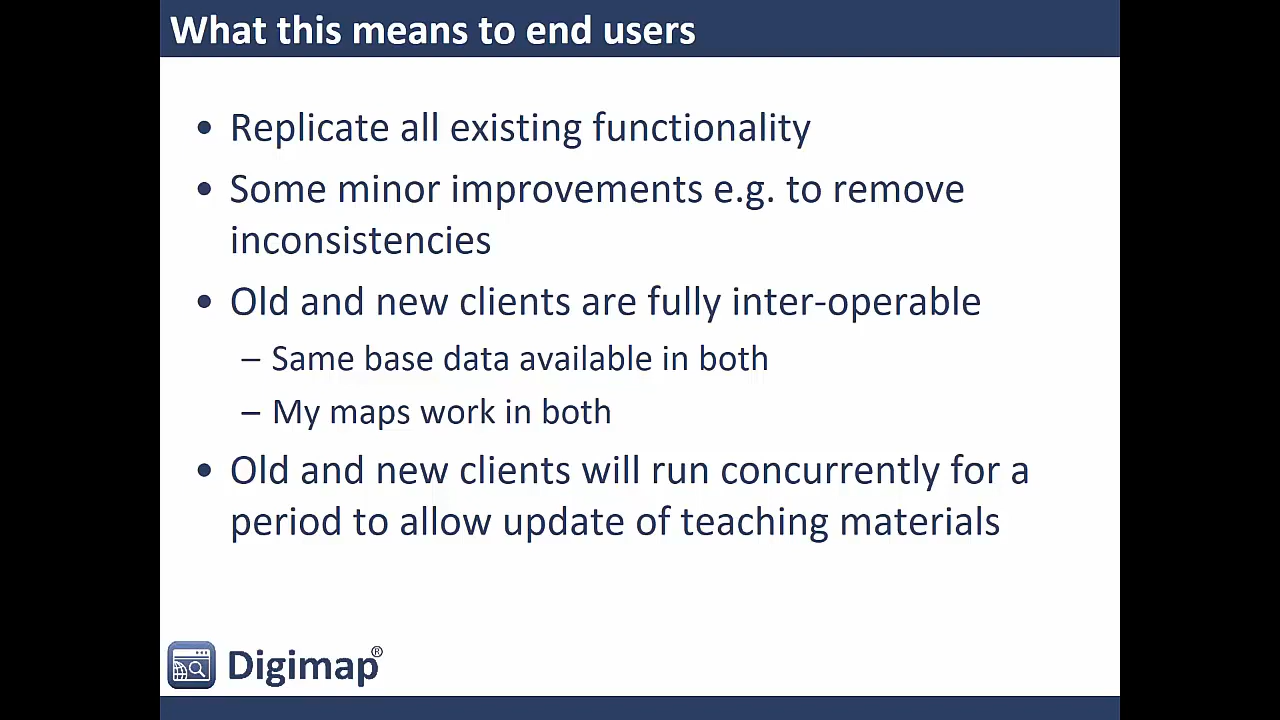 What this means to end users
• Replicate all existing functionality
• Some minor improvements e.g. to remove
inconsistencies
• Old and new clients are fully inter-operable
– Same base data available in both
– My maps work in both
• Old and new clients will run concurrently for a
period to allow update of teaching materials
Digimap®